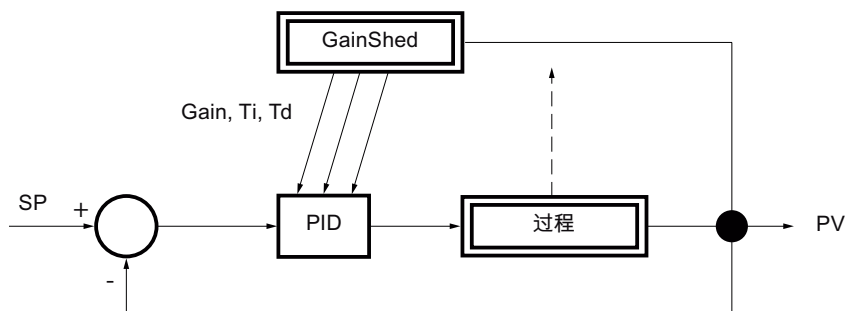 GainShed
Gain, Ti, Td
SP
+
PID
过程
PV
-